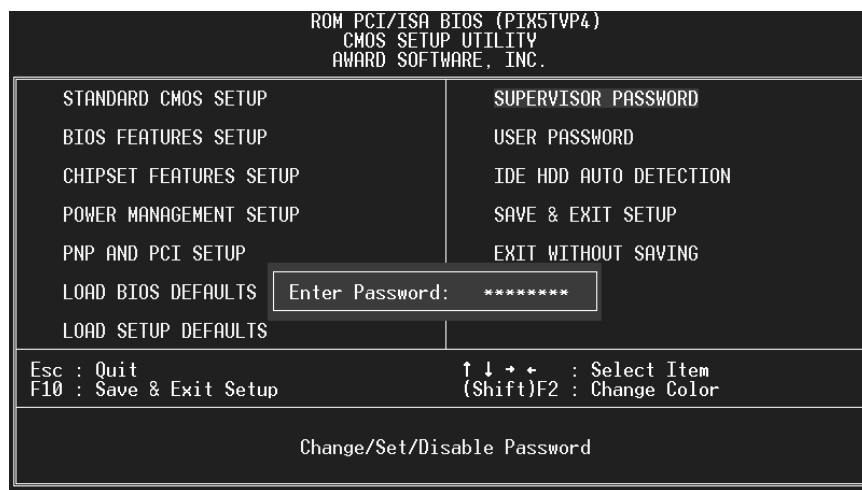 ROM PCI/ISA BIOS (PIX5TVP4)
CMOS SETUP UTILITY
AWARD SOFTWARE, INC.
STANDARD CMOS SETUP
BIOS FEATURES SETUP
CHIPSET FEATURES SETUP
POWER MANAGEMENT SETUP
PNP AND PCI SETUP
LOAD BIOS DEFAULTS
LOAD SETUP DEFAULTS
SUPERVISOR PASSWORD
USER PASSWORD
IDE HDD AUTO DETECTION
SAVE & EXIT SETUP
EXIT WITHOUT SAVING
Enter Password: ********
Esc : Quit
F10 : Save & Exit Setup
↑ ↓ → ← : Select Item
(Shift)F2 : Change Color
Change/Set/Disable Password